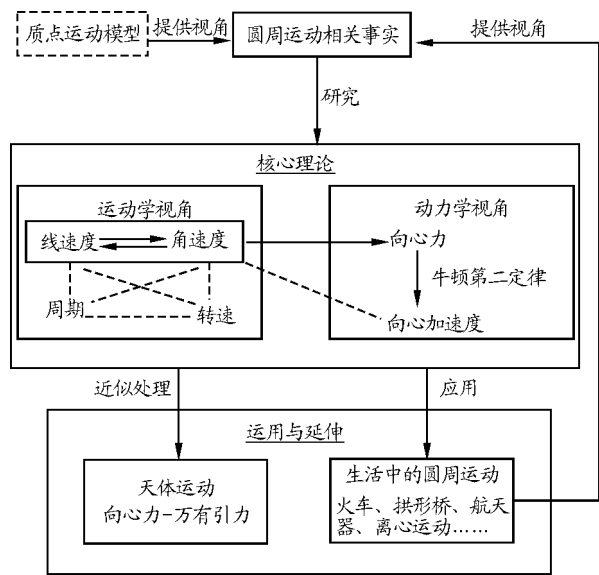 质点运动模型
提供视角
圆周运动相关事实
提供视角
研究
核心理论
运动学视角
线速度
角速度
周期
转速
动力学视角
向心力
牛顿第二定律
向心加速度
近似处理
应用
运用与延伸
天体运动
向心力-万有引力
生活中的圆周运动
火车、拱形桥、航天
器、离心运动……